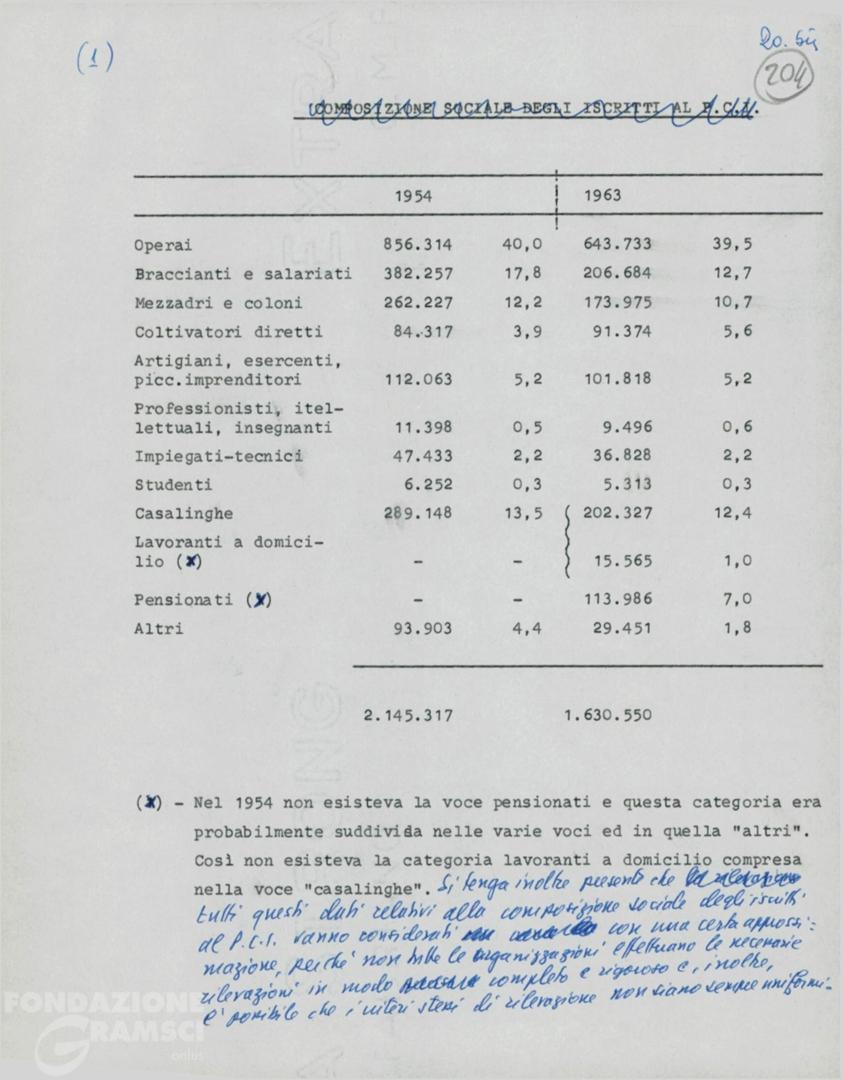 (1)
20. bis
204
COMPOSIZIONE SOCIALE DEGLI ISCRITTI AL P.C.I.
1954 1963
Operai 856.314 40,0 643.733 39,5
Braccianti e salariati 382.257 17,8 206.684 12,7
Mezzadri e coloni 262.227 12,2 173.975 10,7
Coltivatori diretti 84.317 3,9 91.374 5,6
Artigiani, esercenti,
picc.imprenditori 112.063 5,2 101.818 5,2
Professionisti, itel-
lettuali, insegnanti 11.398 0,5 9.496 0,6
Impiegati-tecnici 47.433 2,2 36.828 2,2
Studenti 6.252 0,3 5.313 0,3
Casalinghe 289.148 13,5 202.327 12,4
Lavoranti a domici-
lio (x) - - 15.565 1,0
Pensionati (x) - - 113.986 7,0
Altri 93.903 4,4 29.451 1,8
2.145.317 1.630.550
(x) - Nel 1954 non esisteva la voce pensionati e questa categoria era
probabilmente suddivida nelle varie voci ed in quella "altri".
Così non esisteva la categoria lavoranti a domicilio compresa
nella voce "casalinghe". Si tenga inoltre presente che la rilevazione
tutti questi dati relativi alla composizione sociale degli iscritti
al P.C.I. vanno considerati con una certa approssi=
mazione, perché non tutte le organizzazioni effettuano le necessarie
rilevazioni in modo completo e rigoroso e, inoltre,
e' possibile che i criteri stessi di rilevazione non siano sempre uniformi.
FONDAZIONE
GRAMSCI
onlus